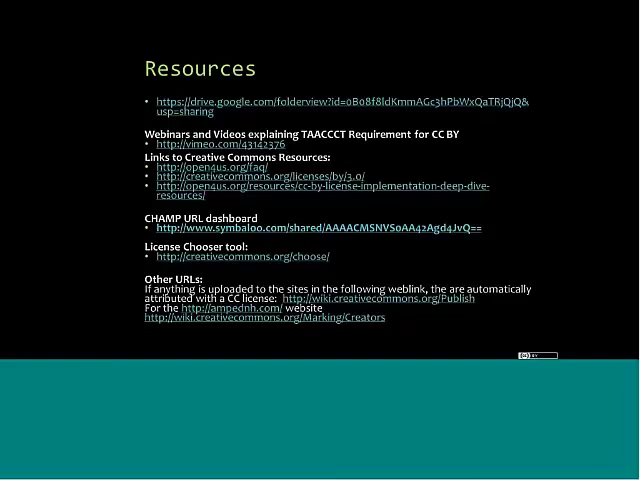 Resources
• https://drive.google.com/folderview?id=0B08f8ldKmmAGc3hPbWxQaTRjQjQ&
usp=sharing
Webinars and Videos explaining TAACCCT Requirement for CC BY
• http://vimeo.com/43142376
Links to Creative Commons Resources:
• http://open4us.org/faq/
• http://creativecommons.org/licenses/by/3.0/
• http://open4us.org/resources/cc-by-license-implementation-deep-dive-
resources/
CHAMP URL dashboard
• http://www.symbaloo.com/shared/AAAACMSNVS0AA42Agd4JvQ==
License Chooser tool:
• http://creativecommons.org/choose/
Other URLs:
If anything is uploaded to the sites in the following weblink, the are automatically
attributed with a CC license: http://wiki.creativecommons.org/Publish
For the http://ampednh.com/ website
http://wiki.creativecommons.org/Marking/Creators
(cc) BY